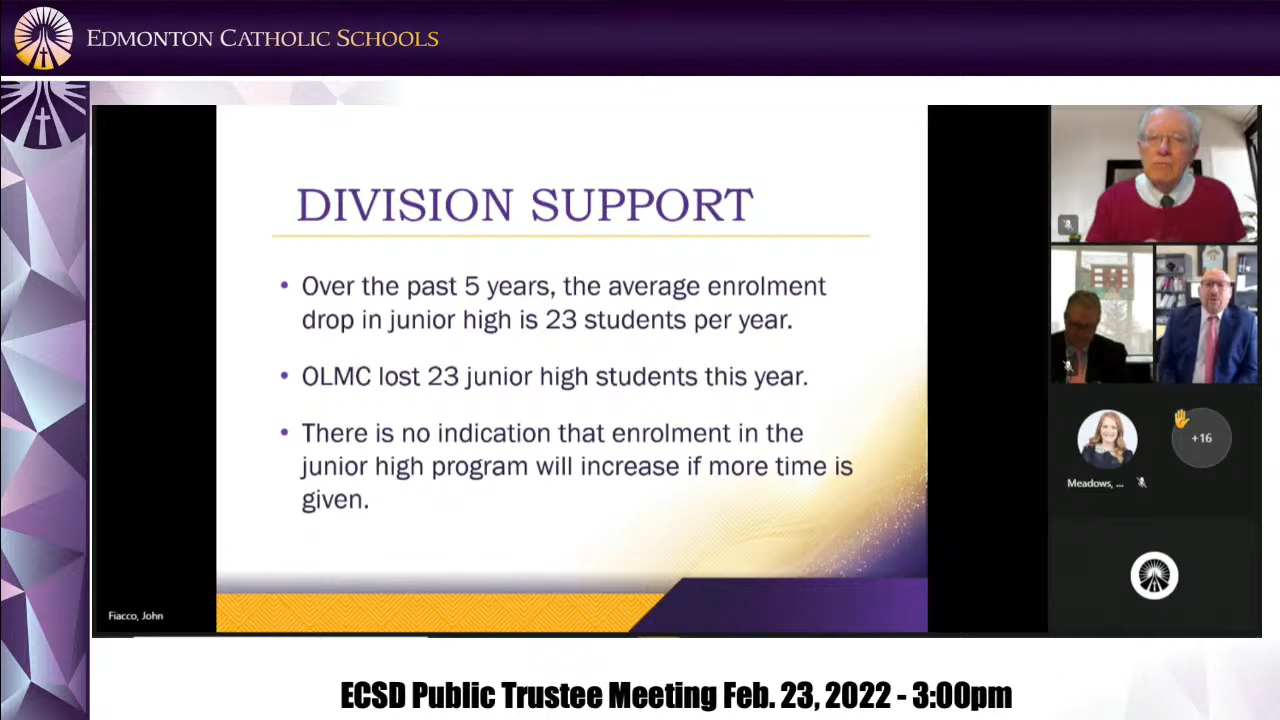 EDMONTON CATHOLIC SCHOOLS
DIVISION SUPPORT
• Over the past 5 years, the average enrolment
drop in junior high is 23 students per year.
• OLMC lost 23 junior high students this year.
• There is no indication that enrolment in the
junior high program will increase if more time is
given.
+16
Meadows, ...
Fiacco, John
ECSD Public Trustee Meeting Feb. 23, 2022 - 3:00pm